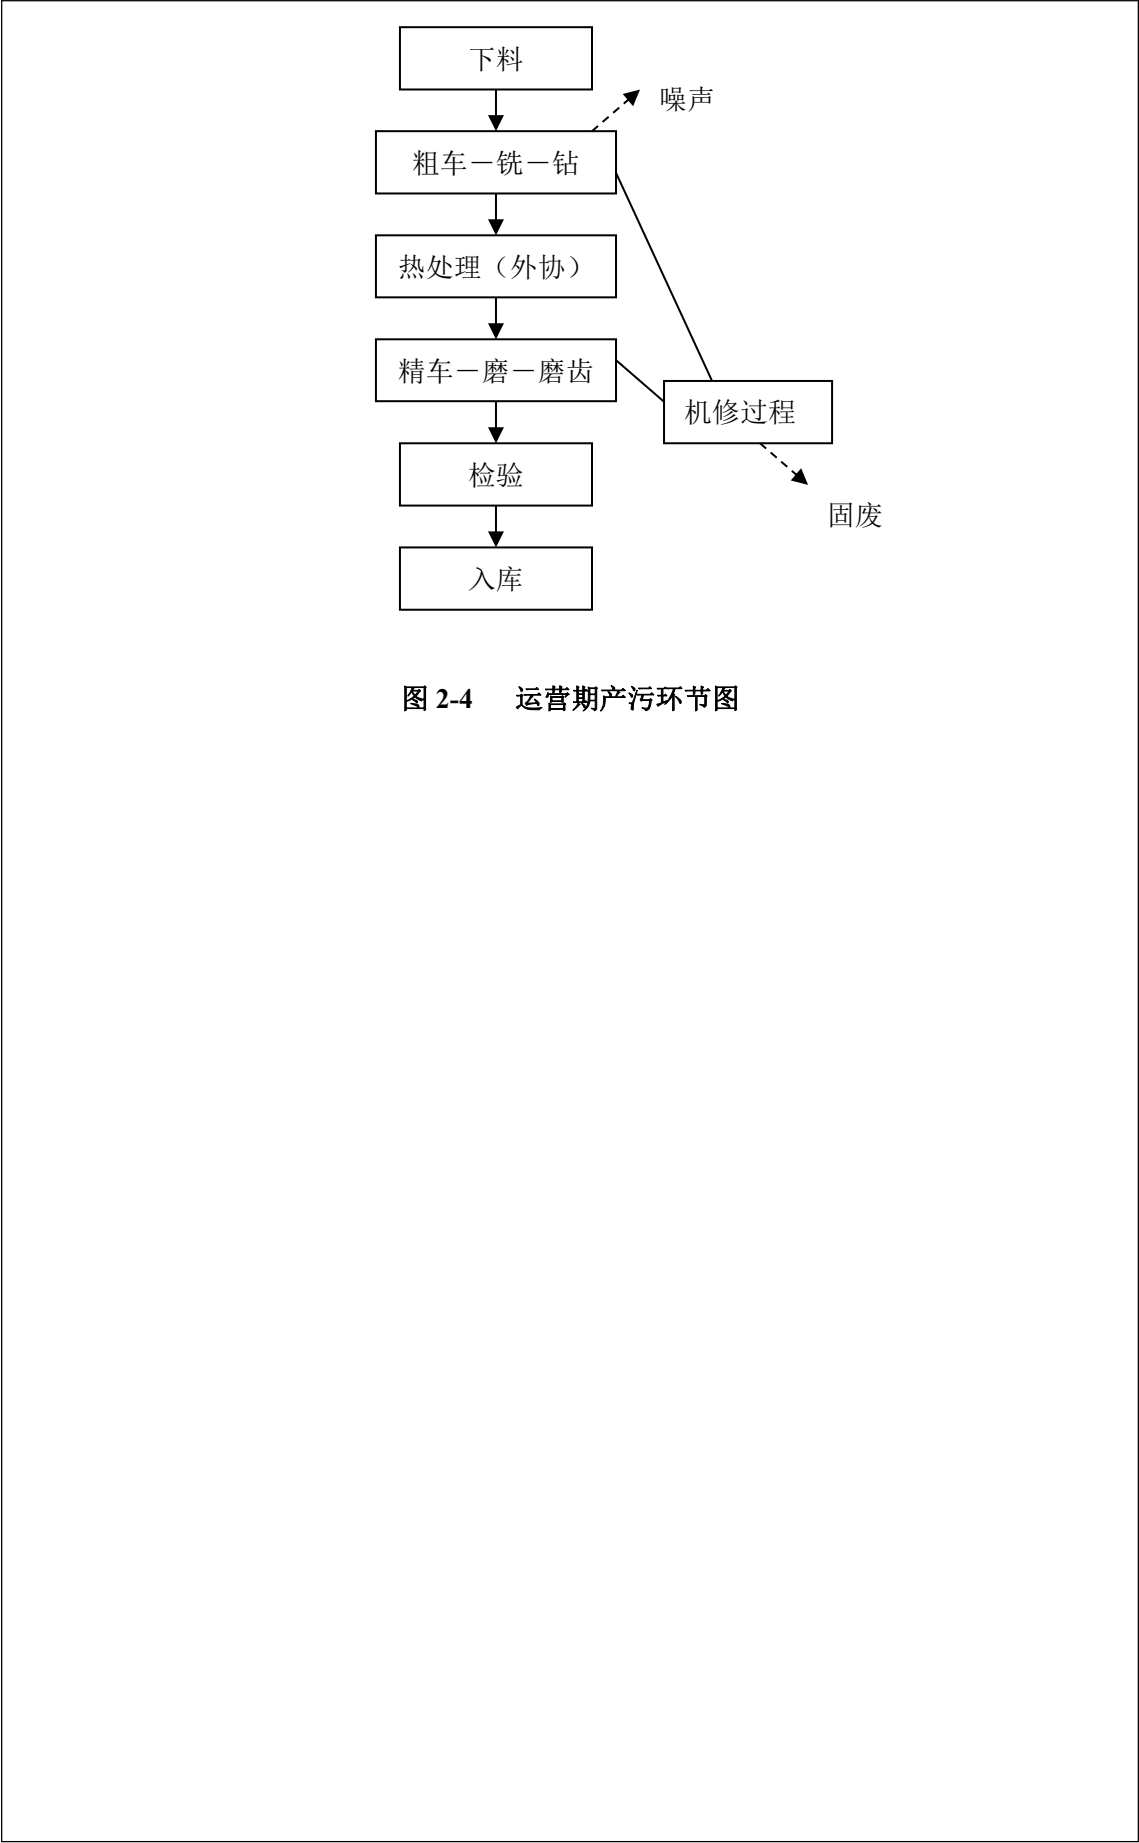 下料
噪声
粗车－铣－钻
热处理（外协）
精车－磨－磨齿
机修过程
检验
固废
入库
图 2-4 运营期产污环节图